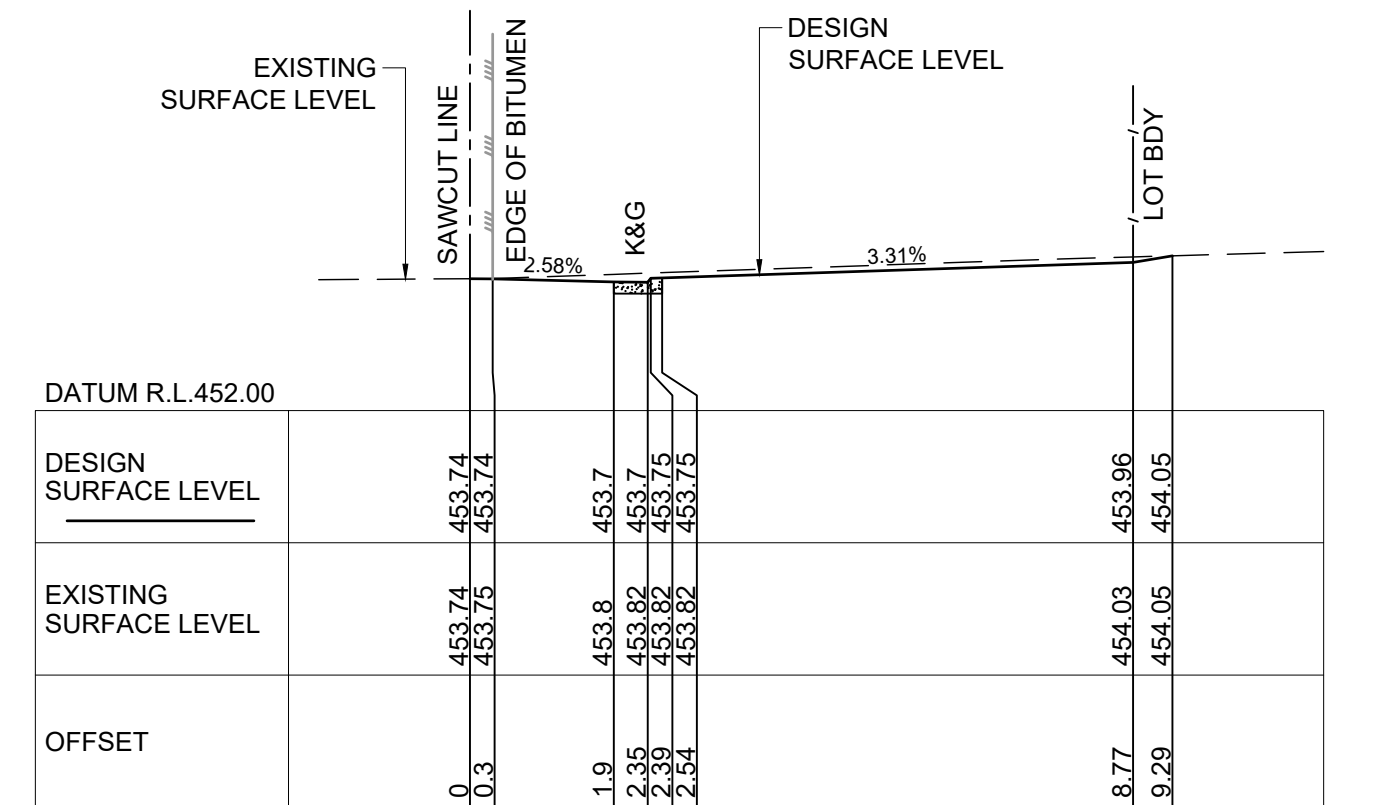 DESIGN
SURFACE LEVEL
EXISTING
SURFACE LEVEL
SAWCUT LINE
EDGE OF BITUMEN
K&G
LOT BDY
2.58%
3.31%
DATUM R.L.452.00
DESIGN
SURFACE LEVEL
453.74
453.74
453.7
453.7
453.75
453.75
453.96
454.05
EXISTING
SURFACE LEVEL
453.74
453.75
453.8
453.82
453.82
453.82
454.03
454.05
OFFSET
0
0.3
1.9
2.35
2.39
2.54
8.77
9.29